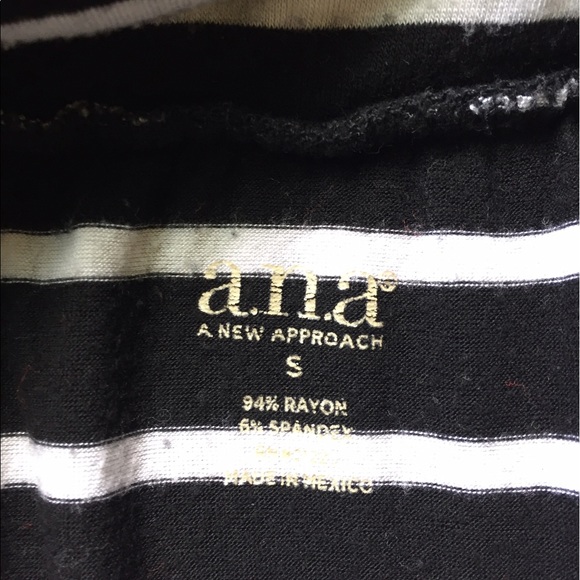 a.n.a®
A NEW APPROACH
S
94% RAYON
6% SPANDEX
MADE IN MEXICO